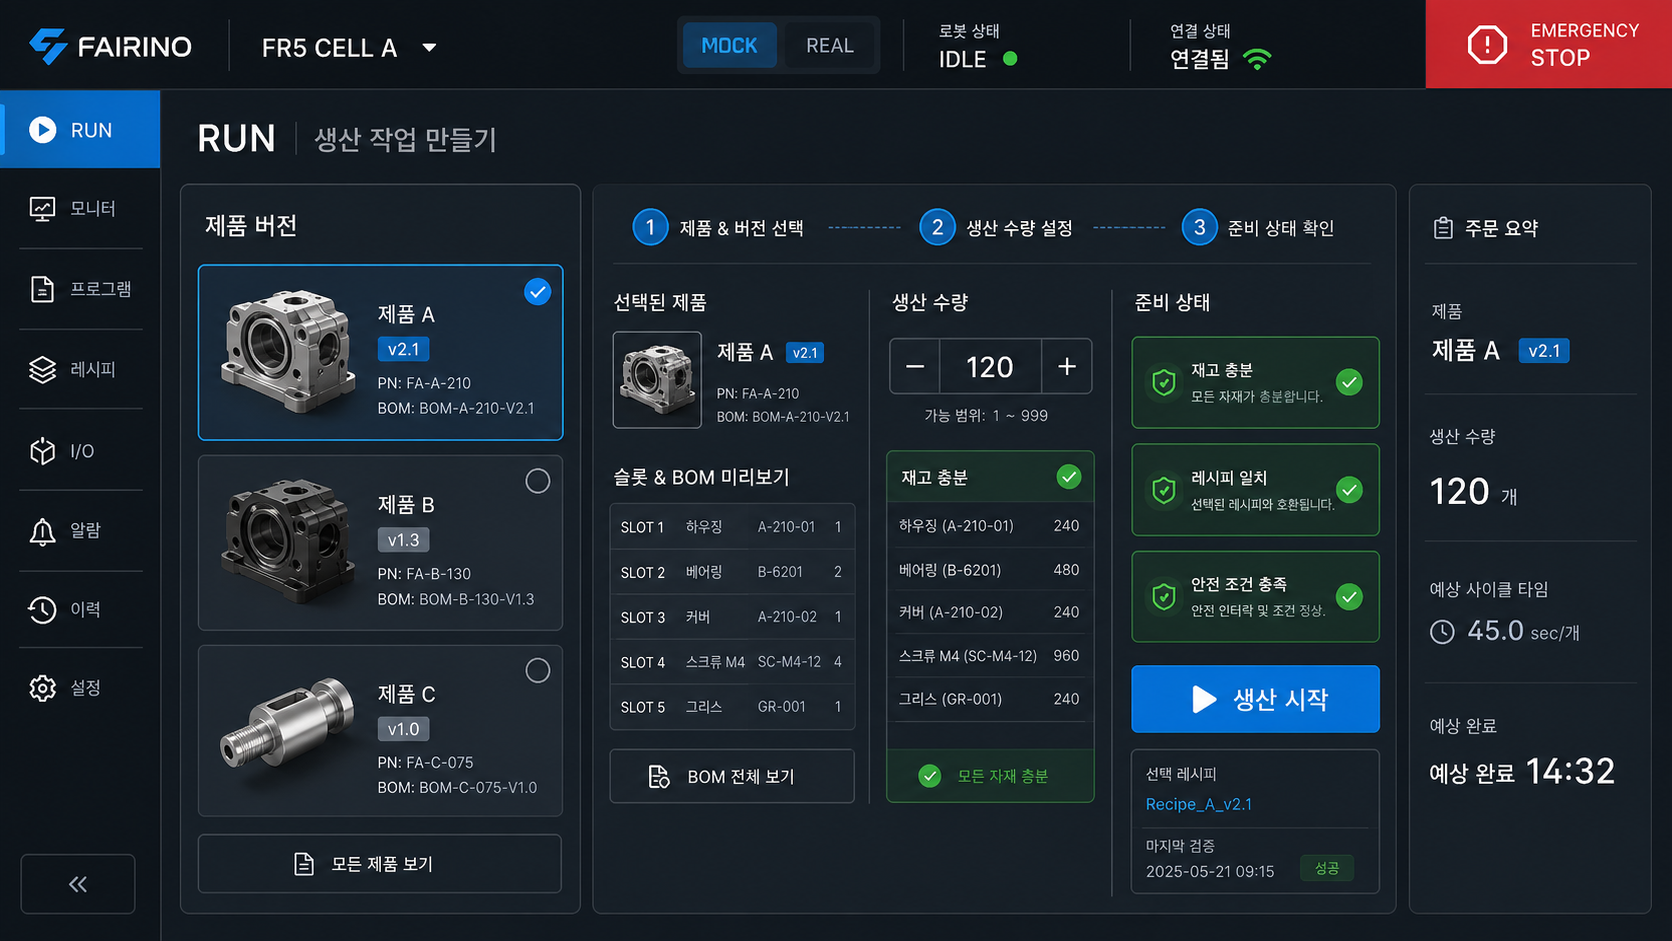 FAIRINO
FR5 CELL A
MOCK
REAL
로봇 상태
IDLE
연결 상태
연결됨
EMERGENCY
STOP
RUN
모니터
프로그램
레시피
I/O
알람
이력
설정
RUN
생산 작업 만들기
제품 버전
제품 A
v2.1
PN: FA-A-210
BOM: BOM-A-210-V2.1
제품 B
v1.3
PN: FA-B-130
BOM: BOM-B-130-V1.3
제품 C
v1.0
PN: FA-C-075
BOM: BOM-C-075-V1.0
모든 제품 보기
1 제품 & 버전 선택
2 생산 수량 설정
3 준비 상태 확인
선택된 제품
제품 A v2.1
PN: FA-A-210
BOM: BOM-A-210-V2.1
슬롯 & BOM 미리보기
SLOT 1 하우징 A-210-01 1
SLOT 2 베어링 B-6201 2
SLOT 3 커버 A-210-02 1
SLOT 4 스크류 M4 SC-M4-12 4
SLOT 5 그리스 GR-001 1
BOM 전체 보기
생산 수량
− 120 +
가능 범위: 1 ~ 999
재고 충분
하우징 (A-210-01) 240
베어링 (B-6201) 480
커버 (A-210-02) 240
스크류 M4 (SC-M4-12) 960
그리스 (GR-001) 240
모든 자재 충분
준비 상태
재고 충분
모든 자재가 충분합니다.
레시피 일치
선택된 레시피와 호환됩니다.
안전 조건 충족
안전 인터락 및 조건 정상.
생산 시작
선택 레시피
Recipe_A_v2.1
마지막 검증
2025-05-21 09:15
성공
주문 요약
제품
제품 A v2.1
생산 수량
120 개
예상 사이클 타임
45.0 sec/개
예상 완료
예상 완료 14:32